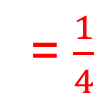 = 1/4